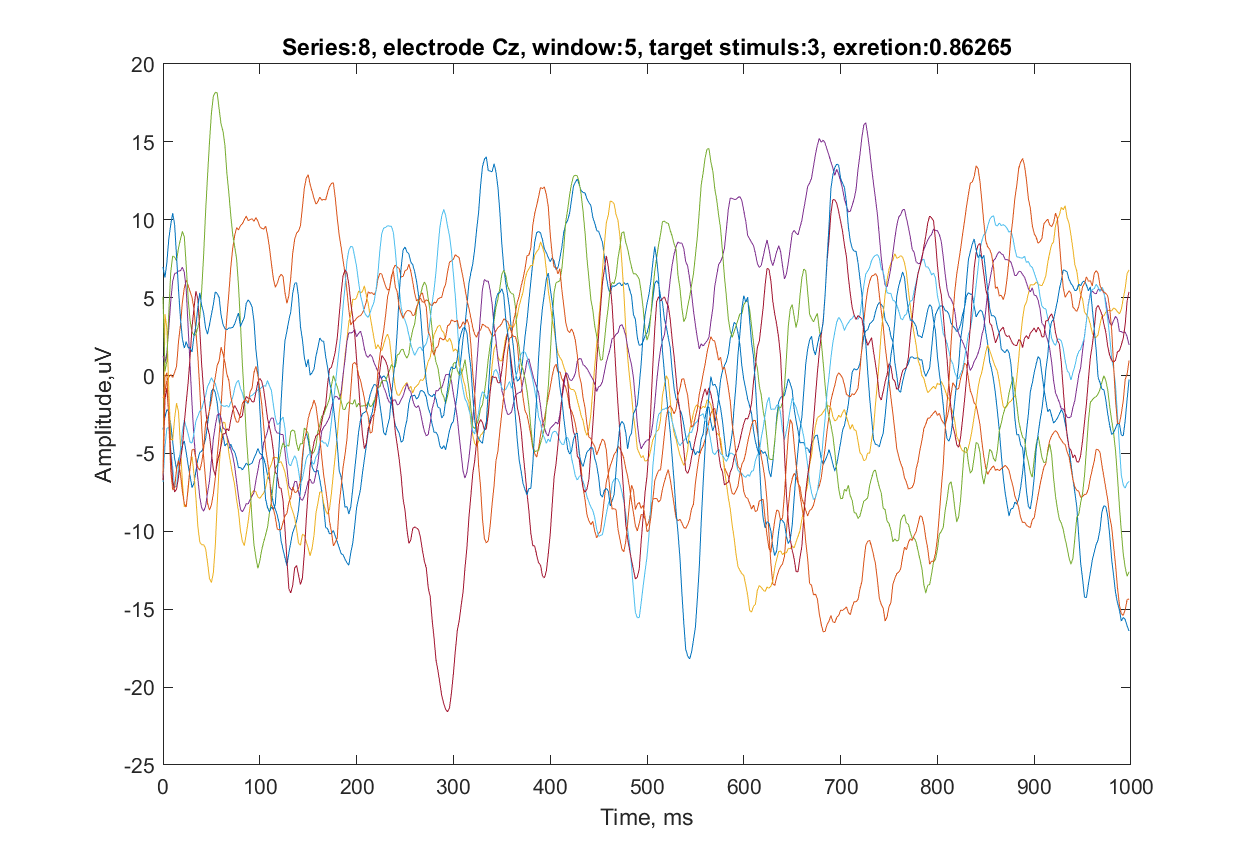 Series:8, electrode Cz, window:5, target stimuls:3, exretion:0.86265
20
15
10
5
0
-5
-10
-15
-20
-25
Amplitude,uV
0 100 200 300 400 500 600 700 800 900 1000
Time, ms